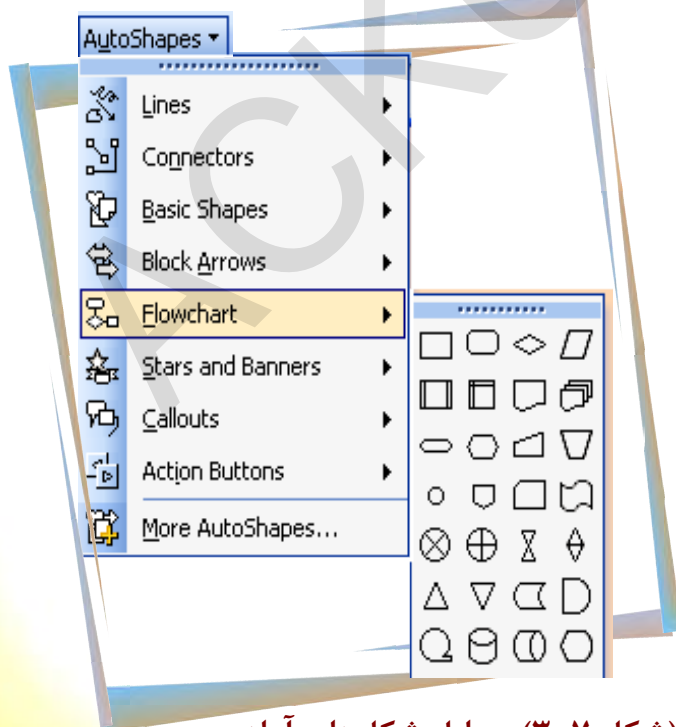 AutoShapes
Lines
Connectors
Basic Shapes
Block Arrows
Flowchart
Stars and Banners
Callouts
Action Buttons
More AutoShapes...